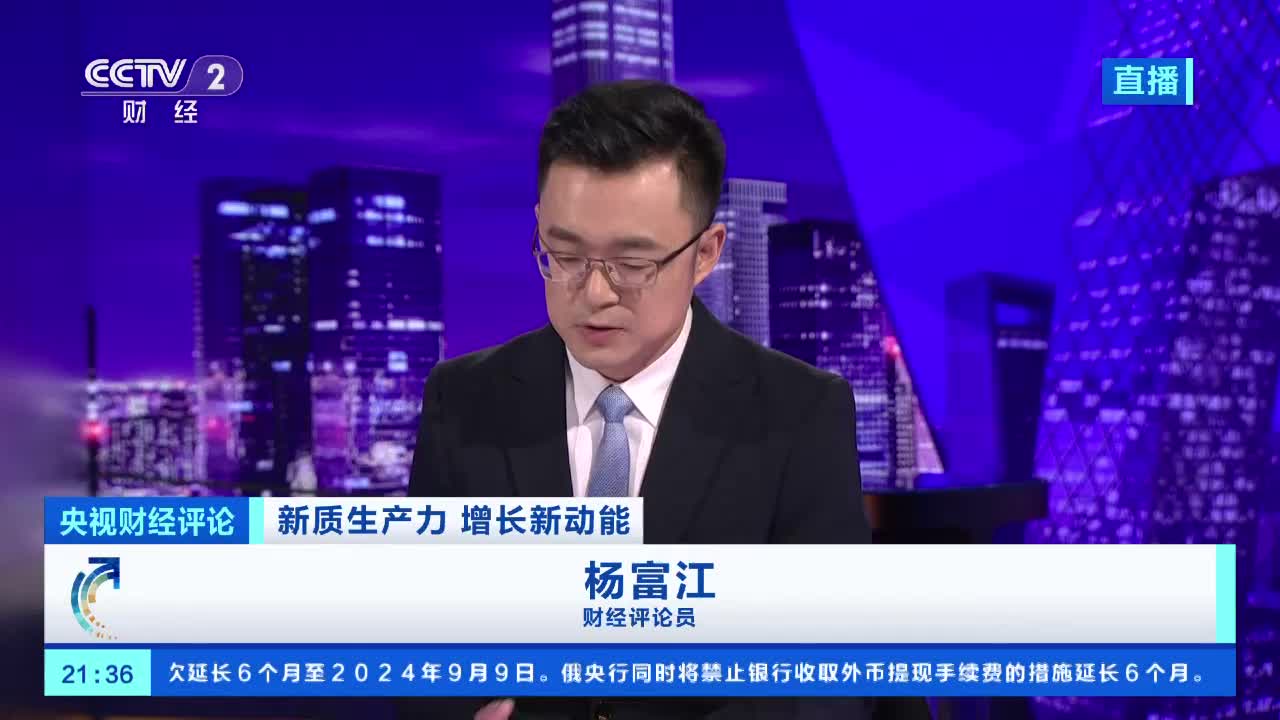 CCTV 2
财 经
直播
央视财经评论
新质生产力 增长新动能
杨富江
财经评论员
21:36
次延长6个月至2024年9月9日。俄央行同时将禁止银行收取外币提现手续费的措施延长6个月。